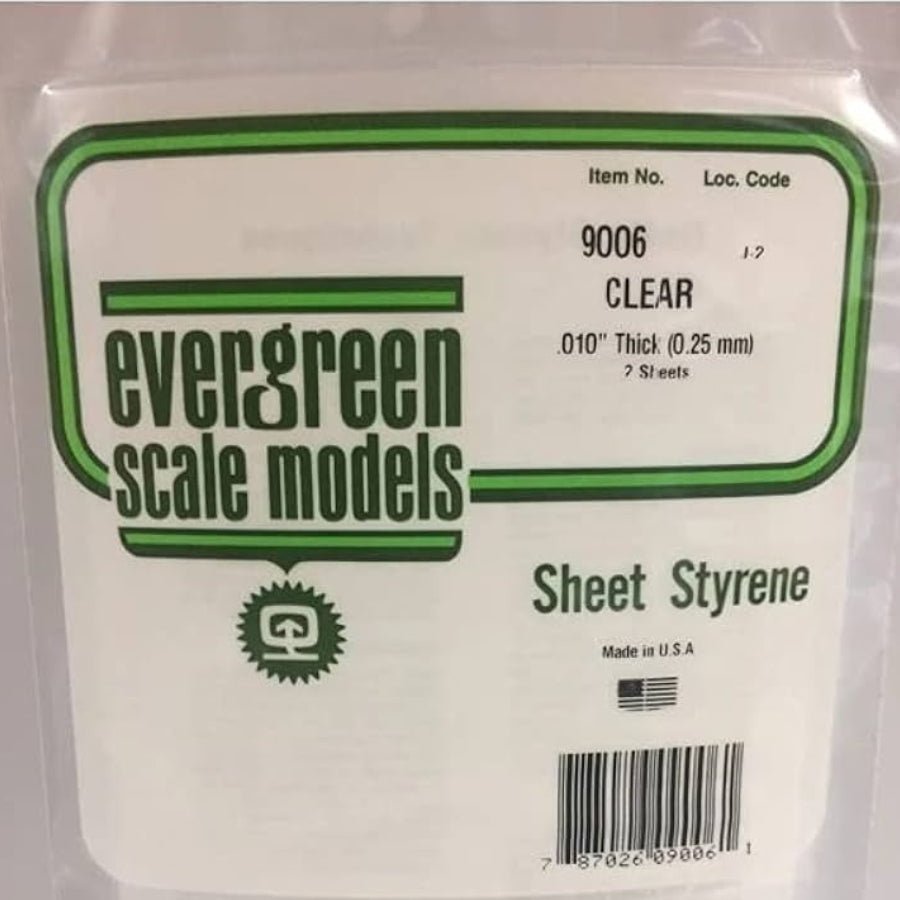 Item No. Loc. Code
9006 J-2
CLEAR
.010" Thick (0.25 mm)
2 Sheets
evergreen
scale models
Sheet Styrene
Made in U.S.A
7 87026 09006 1